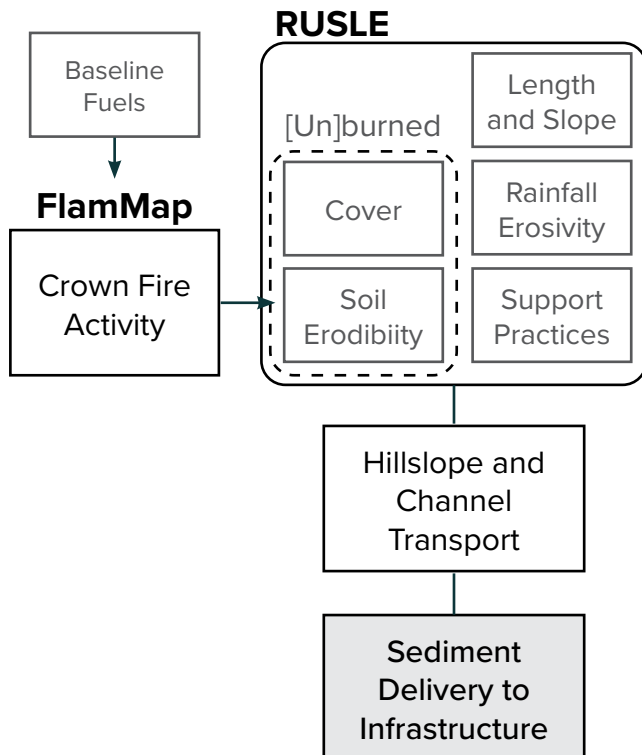 RUSLE
Baseline
Fuels
FlamMap
Crown Fire
Activity
[Un]burned
Cover
Soil
Erodibiity
Length
and Slope
Rainfall
Erosivity
Support
Practices
Hillslope and
Channel
Transport
Sediment
Delivery to
Infrastructure